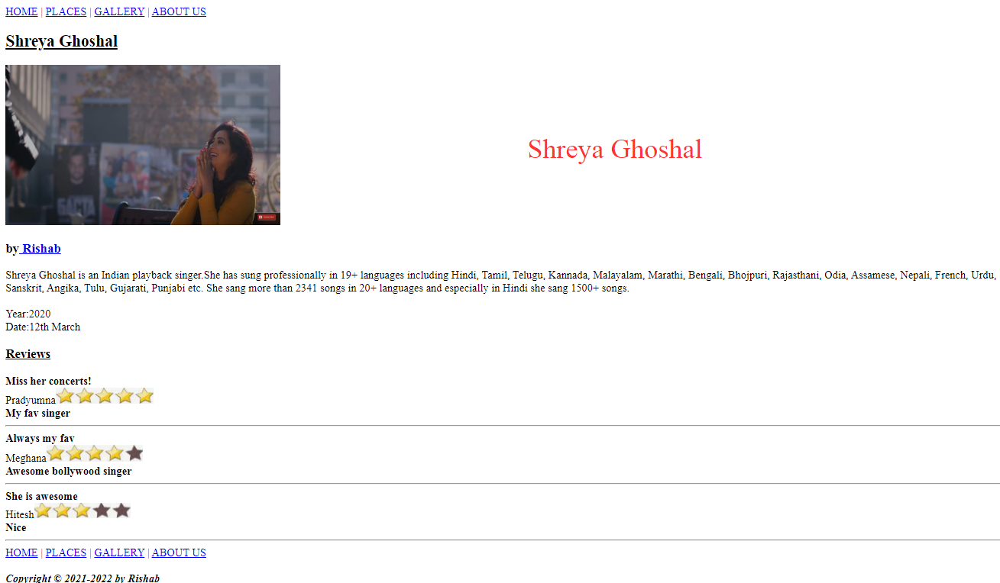 HOME | PLACES | GALLERY | ABOUT US
Shreya Ghoshal
Shreya Ghoshal
by Rishab
Shreya Ghoshal is an Indian playback singer.She has sung professionally in 19+ languages including Hindi, Tamil, Telugu, Kannada, Malayalam, Marathi, Bengali, Bhojpuri, Rajasthani, Odia, Assamese, Nepali, French, Urdu,
Sanskrit, Angika, Tulu, Gujarati, Punjabi etc. She sang more than 2341 songs in 20+ languages and especially in Hindi she sang 1500+ songs.
Year:2020
Date:12th March
Reviews
Miss her concerts!
Pradyumna
My fav singer
Always my fav
Meghana
Awesome bollywood singer
She is awesome
Hitesh
Nice
HOME | PLACES | GALLERY | ABOUT US
Copyright © 2021-2022 by Rishab